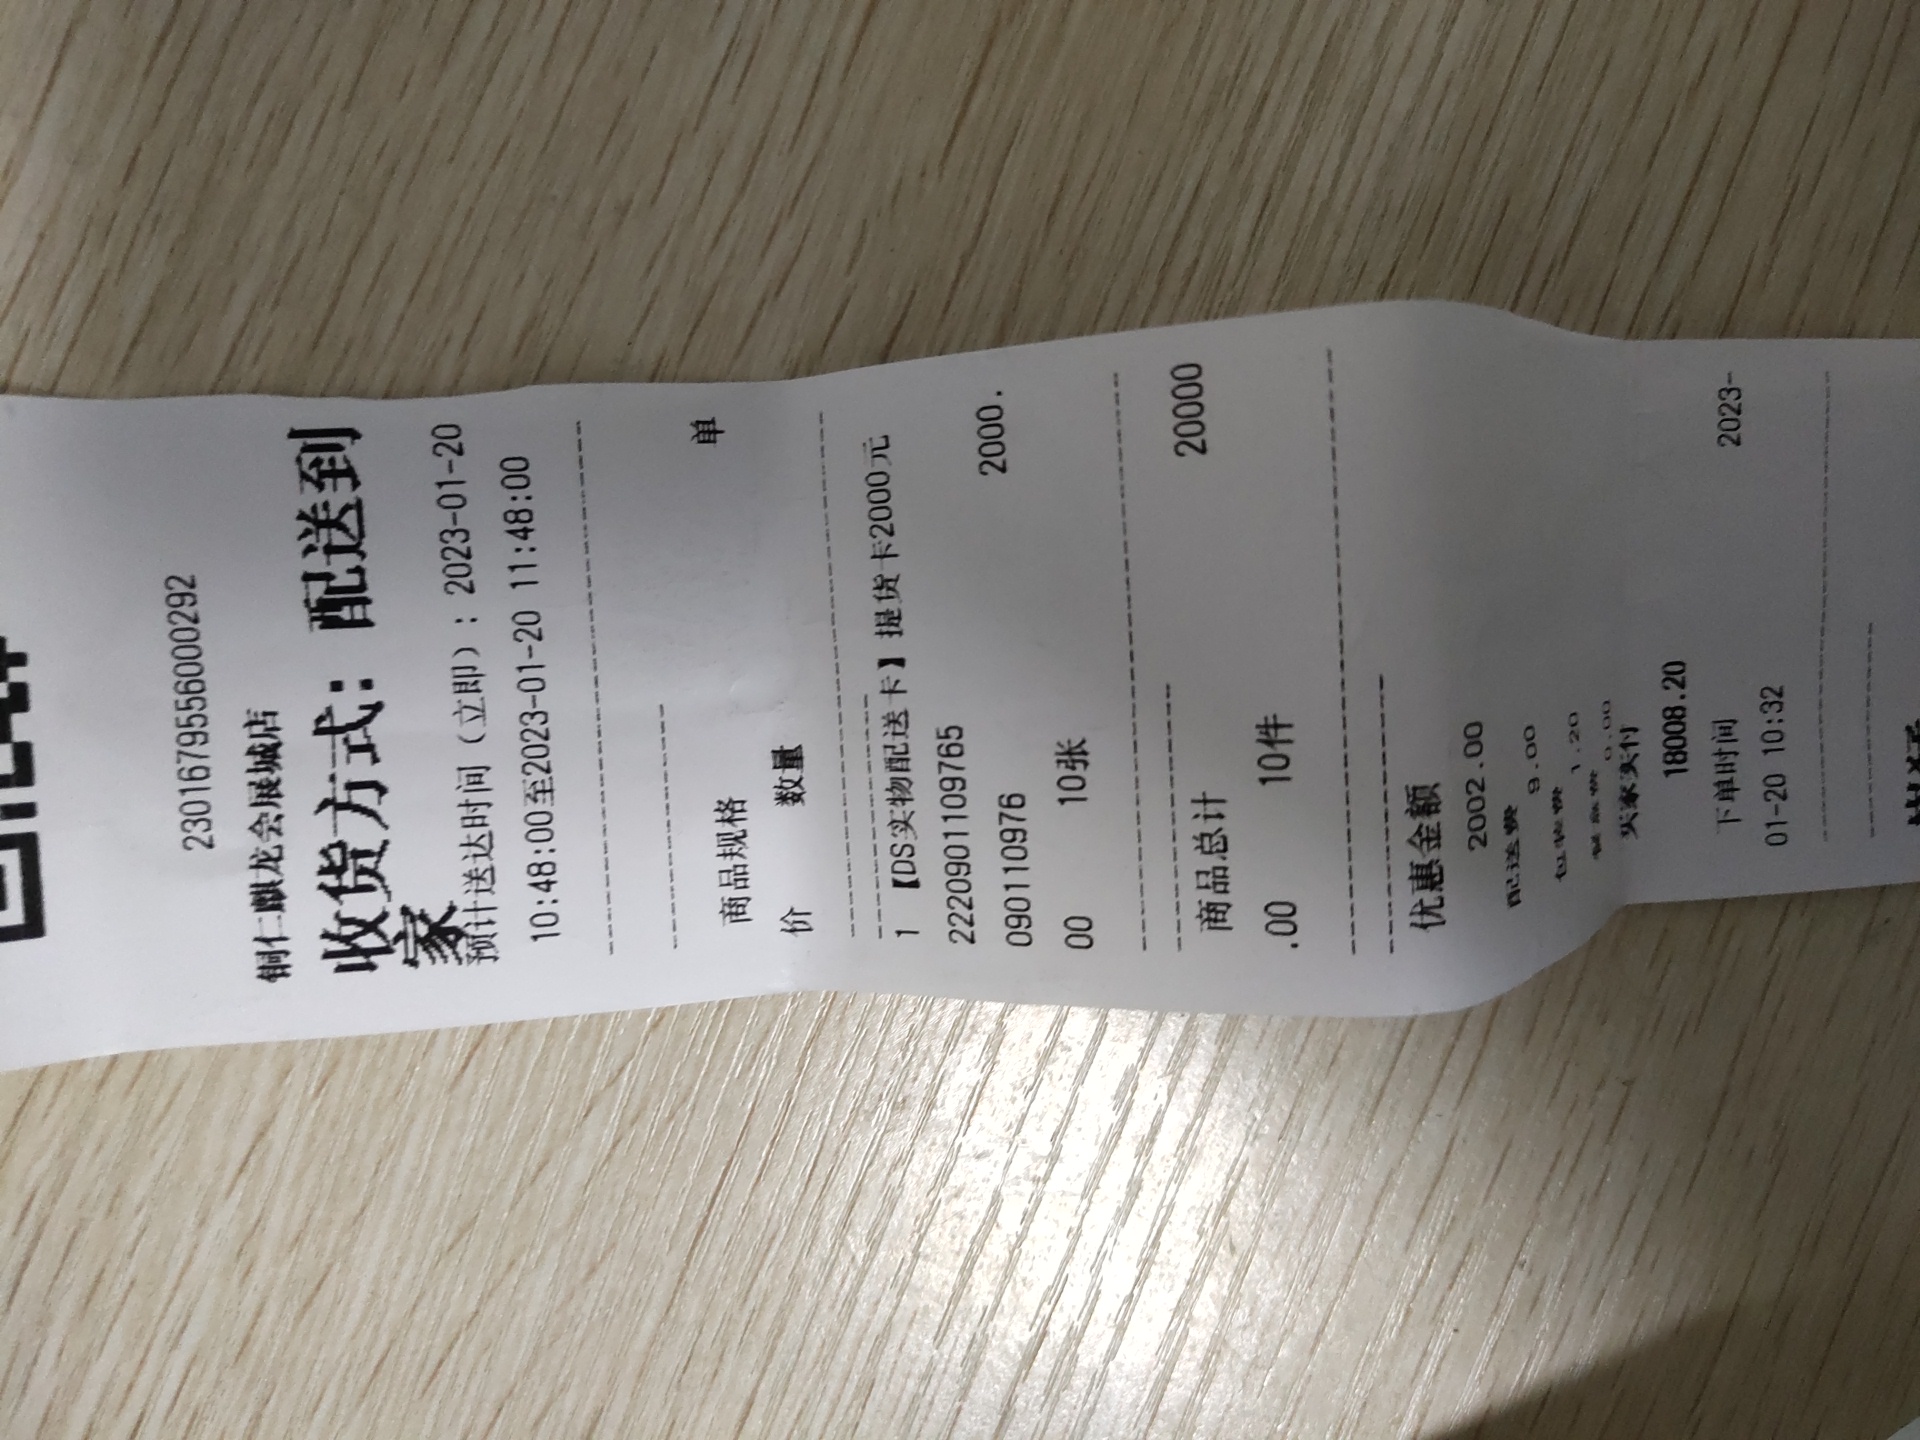 2301679556000292
铜仁麒龙会展城店
收货方式：配送到
家
预计送达时间（立即）：2023-01-20
10:48:00至2023-01-20 11:48:00
商品规格 单
价 数量
1 【DS实物配送卡】提货卡2000元
2220901109765
090110976 2000.
00 10张
商品总计 20000
.00 10件
优惠金额
2002.00
配送费
9.00
包装费
1.20
餐盒费 0.00
买家实付
18008.20
下单时间 2023-
01-20 10:32